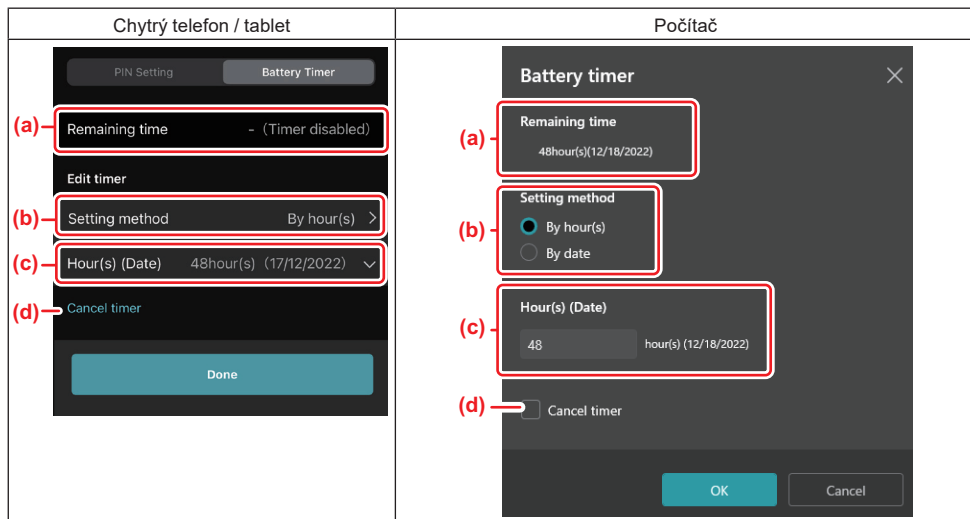 Chytrý telefon / tablet
PIN Setting Battery Timer
(a) Remaining time - (Timer disabled)
Edit timer
(b) Setting method By hour(s) >
(c) Hour(s) (Date) 48hour(s) (17/12/2022)
(d) Cancel timer
Done
Počítač
Battery timer
(a) Remaining time
48hour(s)(12/18/2022)
Setting method
(b) By hour(s)
By date
Hour(s) (Date)
(c) 48 hour(s) (12/18/2022)
(d) Cancel timer
OK Cancel